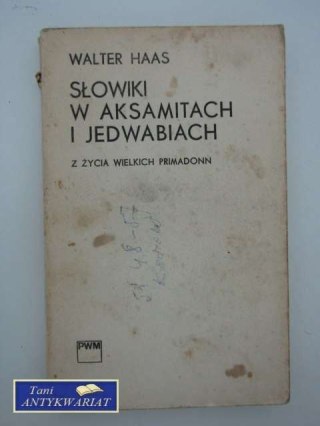 WALTER HAAS
SŁOWIKI
W AKSAMITACH
I JEDWABIACH
Z ŻYCIA WIELKICH PRIMADONN
PWM
Tani
ANTYKWARIAT